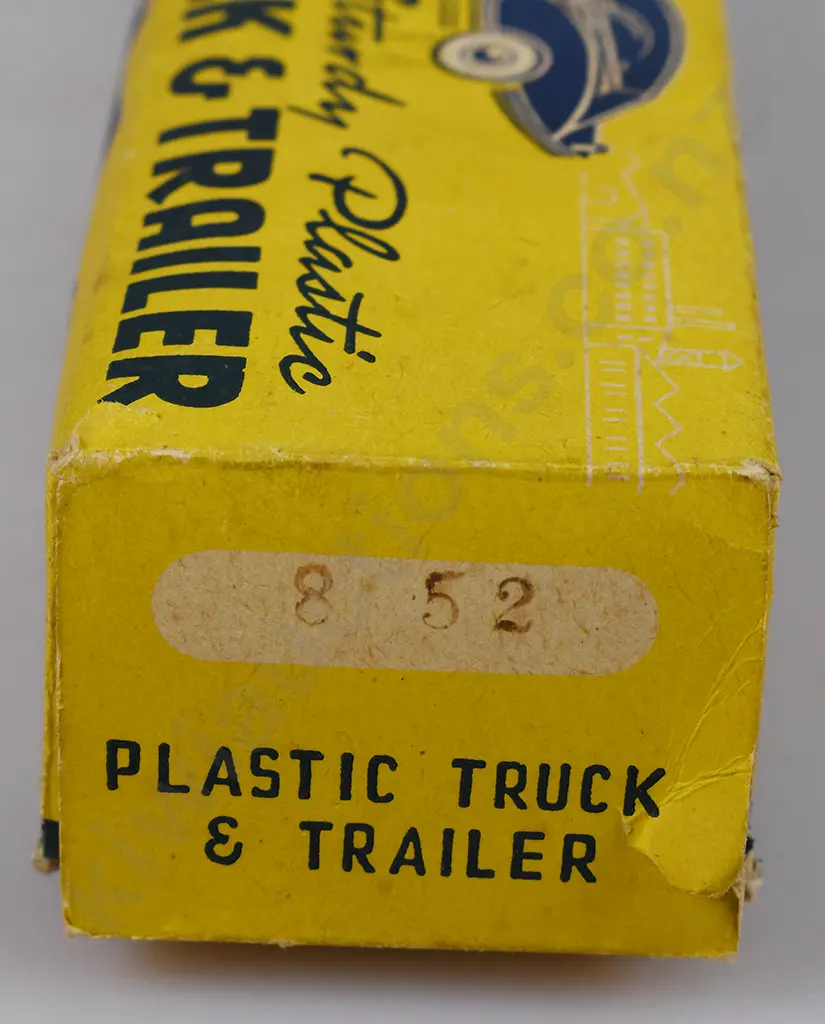 Sturdy Plastic
K & TRAILER
8 52
PLASTIC TRUCK
& TRAILER